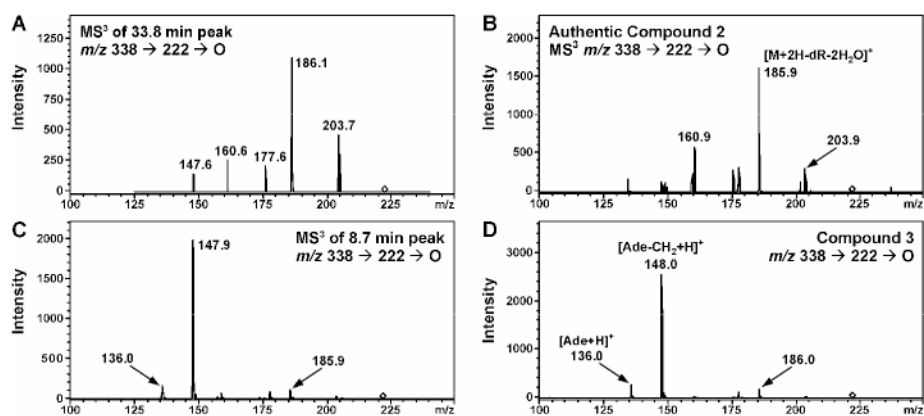 A
MS³ of 33.8 min peak
m/z 338 → 222 → O
Intensity
1250
1000
750
500
250
0
147.6
160.6
177.6
186.1
203.7
100 125 150 175 200 225 m/z
B
Authentic Compound 2
MS³ m/z 338 → 222 → O
[M+2H-dR-2H₂O]⁺
185.9
160.9
203.9
Intensity
2000
1500
1000
500
0
100 125 150 175 200 225 m/z
C
MS³ of 8.7 min peak
m/z 338 → 222 → O
147.9
136.0
185.9
Intensity
2000
1500
1000
500
0
100 125 150 175 200 225 m/z
D
Compound 3
m/z 338 → 222 → O
[Ade-CH₂+H]⁺
148.0
[Ade+H]⁺
136.0
186.0
Intensity
3000
2000
1000
0
100 125 150 175 200 225 m/z